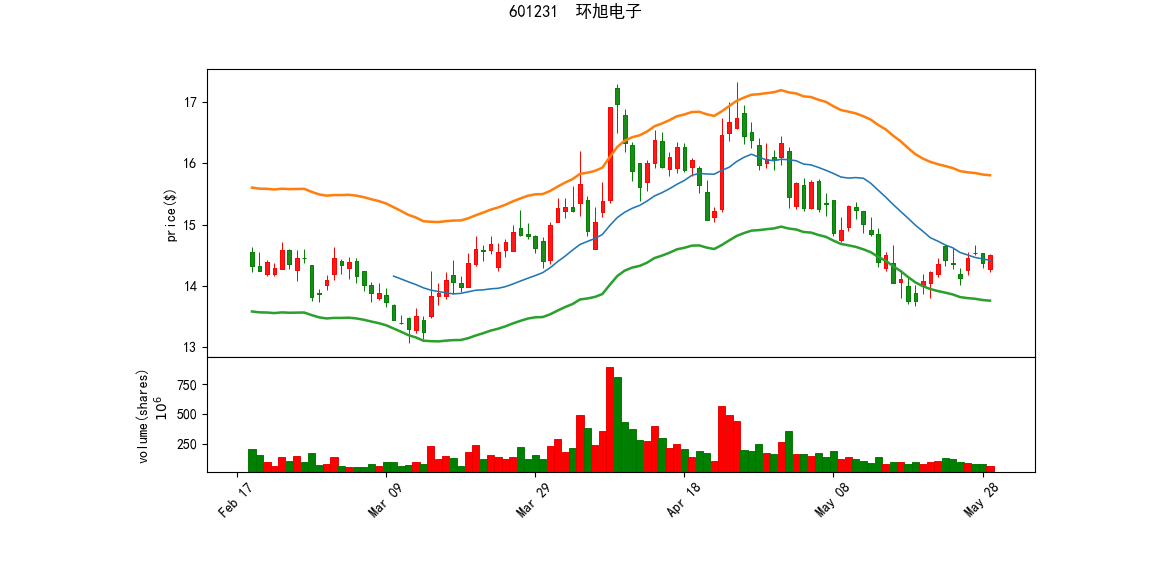 601231  环旭电子
price($)
17
16
15
14
13
volume(shares)
10^6
750
500
250
Feb 17
Mar 09
Mar 29
Apr 18
May 08
May 28